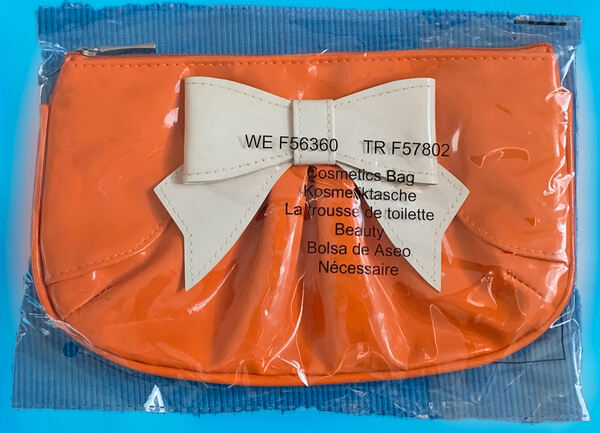 WE F56360 TR F57802
Cosmetics Bag
Kosmetiktasche
La trousse de toilette
Beauty
Bolsa de Aseo
Nécessaire